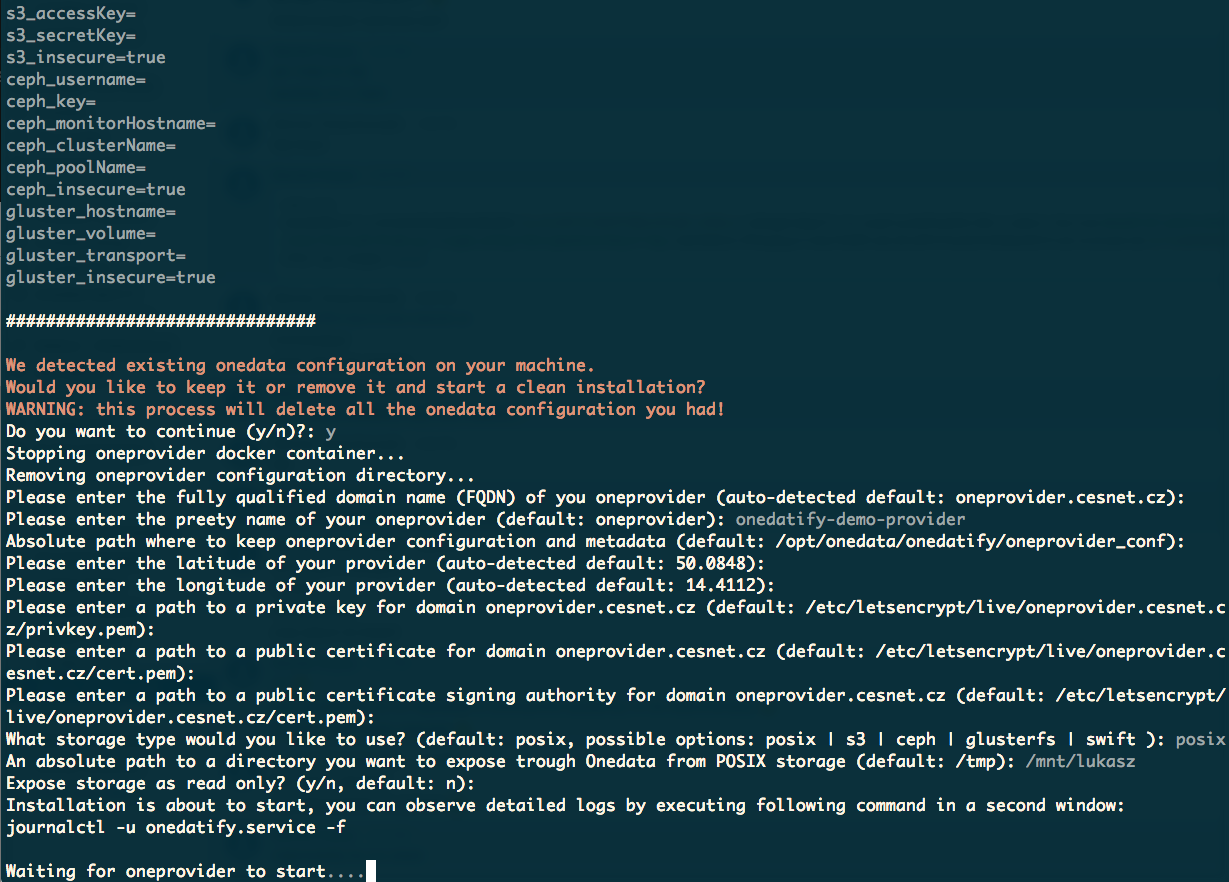 s3_accessKey=
s3_secretKey=
s3_insecure=true
ceph_username=
ceph_key=
ceph_monitorHostname=
ceph_clusterName=
ceph_poolName=
ceph_insecure=true
gluster_hostname=
gluster_volume=
gluster_transport=
gluster_insecure=true
###############################
We detected existing onedata configuration on your machine.
Would you like to keep it or remove it and start a clean installation?
WARNING: this process will delete all the onedata configuration you had!
Do you want to continue (y/n)?: y
Stopping oneprovider docker container...
Removing oneprovider configuration directory...
Please enter the fully qualified domain name (FQDN) of you oneprovider (auto-detected default: oneprovider.cesnet.cz):
Please enter the preety name of your oneprovider (default: oneprovider): onedatify-demo-provider
Absolute path where to keep oneprovider configuration and metadata (default: /opt/onedata/onedatify/oneprovider_conf):
Please enter the latitude of your provider (auto-detected default: 50.0848):
Please enter the longitude of your provider (auto-detected default: 14.4112):
Please enter a path to a private key for domain oneprovider.cesnet.cz (default: /etc/letsencrypt/live/oneprovider.cesnet.c
z/privkey.pem):
Please enter a path to a public certificate for domain oneprovider.cesnet.cz (default: /etc/letsencrypt/live/oneprovider.c
esnet.cz/cert.pem):
Please enter a path to a public certificate signing authority for domain oneprovider.cesnet.cz (default: /etc/letsencrypt/
live/oneprovider.cesnet.cz/cert.pem):
What storage type would you like to use? (default: posix, possible options: posix | s3 | ceph | glusterfs | swift ): posix
An absolute path to a directory you want to expose trough Onedata from POSIX storage (default: /tmp): /mnt/lukasz
Expose storage as read only? (y/n, default: n):
Installation is about to start, you can observe detailed logs by executing following command in a second window:
journalctl -u onedatify.service -f
Waiting for oneprovider to start....